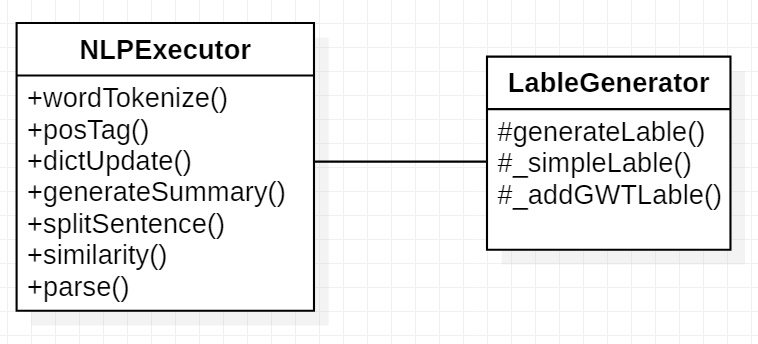 NLPExecutor
+wordTokenize()
+posTag()
+dictUpdate()
+generateSummary()
+splitSentence()
+similarity()
+parse()
LableGenerator
#generateLable()
#_simpleLable()
#_addGWTLable()